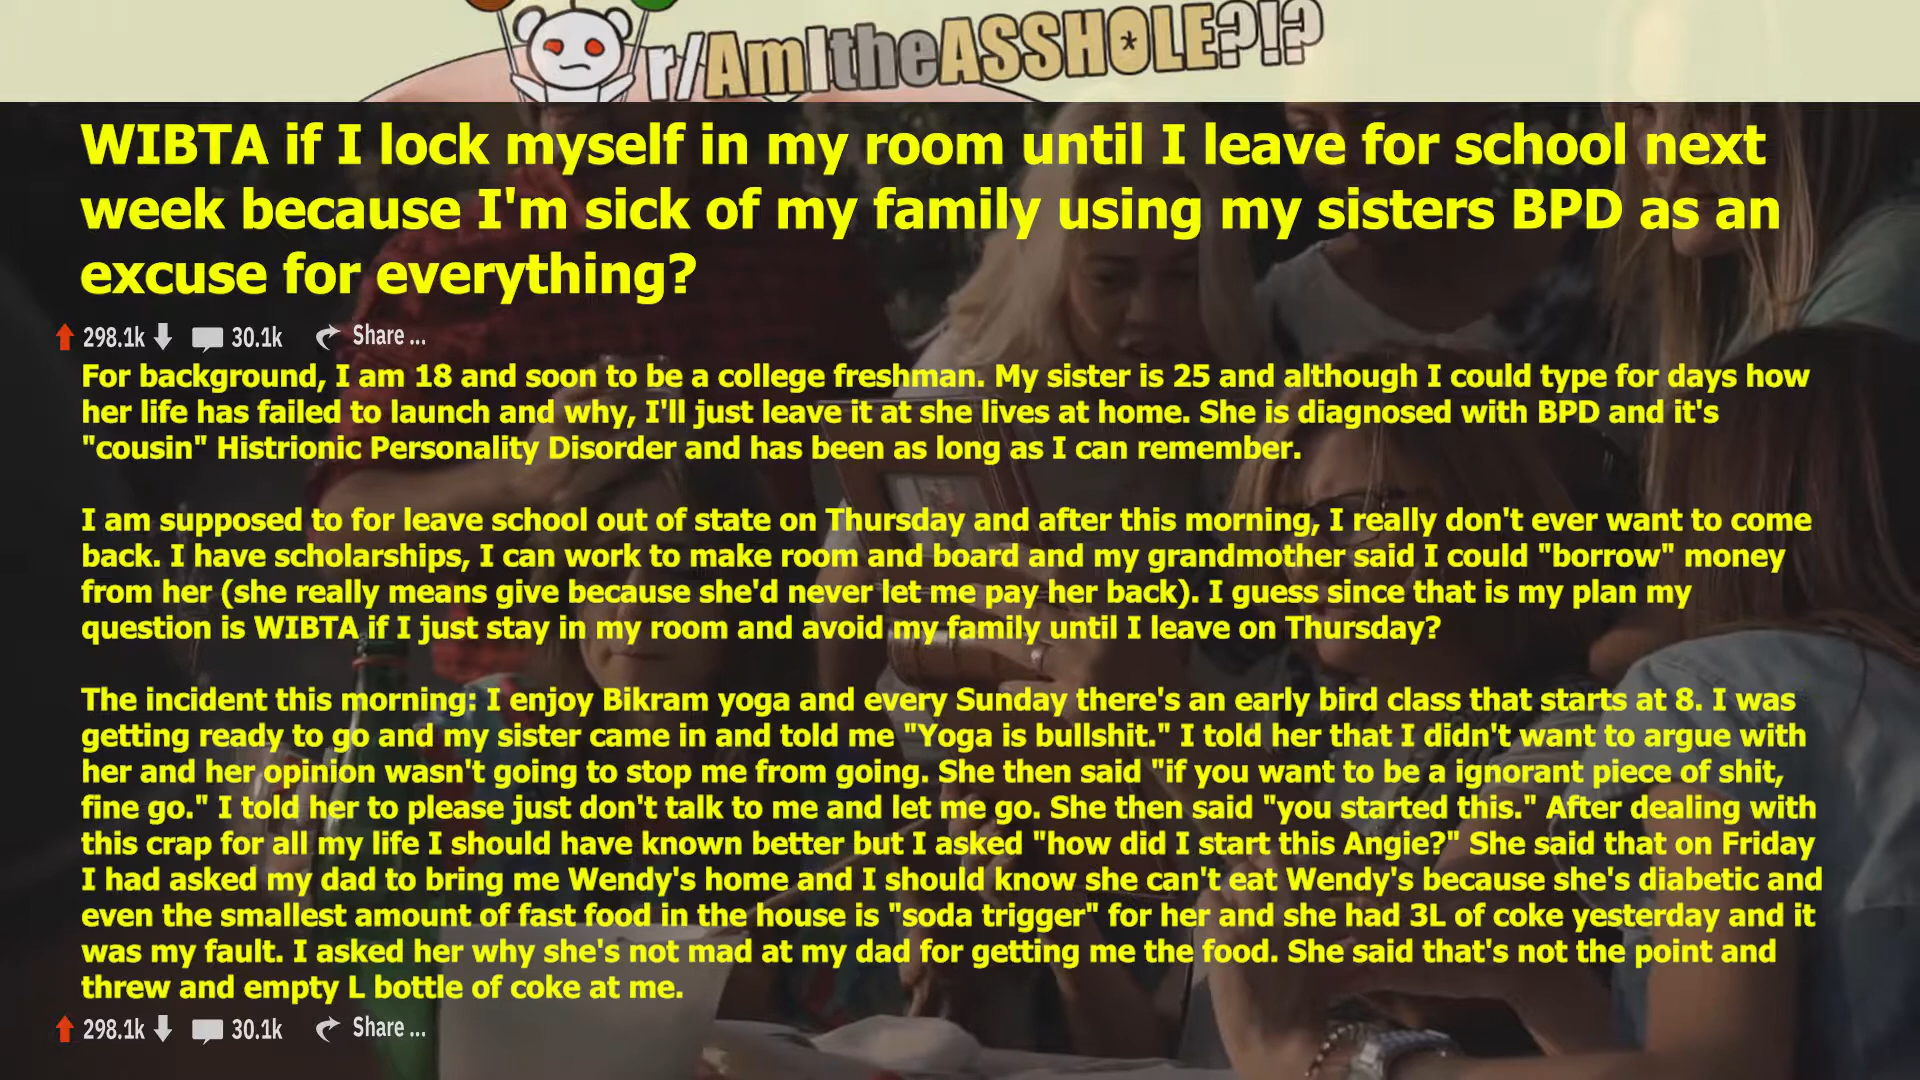 r/AmItheASSH*LE?!?
WIBTA if I lock myself in my room until I leave for school next
week because I'm sick of my family using my sisters BPD as an
excuse for everything?
298.1k 30.1k Share ...
For background, I am 18 and soon to be a college freshman. My sister is 25 and although I could type for days how
her life has failed to launch and why, I'll just leave it at she lives at home. She is diagnosed with BPD and it's
"cousin" Histrionic Personality Disorder and has been as long as I can remember.
I am supposed to for leave school out of state on Thursday and after this morning, I really don't ever want to come
back. I have scholarships, I can work to make room and board and my grandmother said I could "borrow" money
from her (she really means give because she'd never let me pay her back). I guess since that is my plan my
question is WIBTA if I just stay in my room and avoid my family until I leave on Thursday?
The incident this morning: I enjoy Bikram yoga and every Sunday there's an early bird class that starts at 8. I was
getting ready to go and my sister came in and told me "Yoga is bullshit." I told her that I didn't want to argue with
her and her opinion wasn't going to stop me from going. She then said "if you want to be a ignorant piece of shit,
fine go." I told her to please just don't talk to me and let me go. She then said "you started this." After dealing with
this crap for all my life I should have known better but I asked "how did I start this Angie?" She said that on Friday
I had asked my dad to bring me Wendy's home and I should know she can't eat Wendy's because she's diabetic and
even the smallest amount of fast food in the house is "soda trigger" for her and she had 3L of coke yesterday and it
was my fault. I asked her why she's not mad at my dad for getting me the food. She said that's not the point and
threw and empty L bottle of coke at me.
298.1k 30.1k Share ...